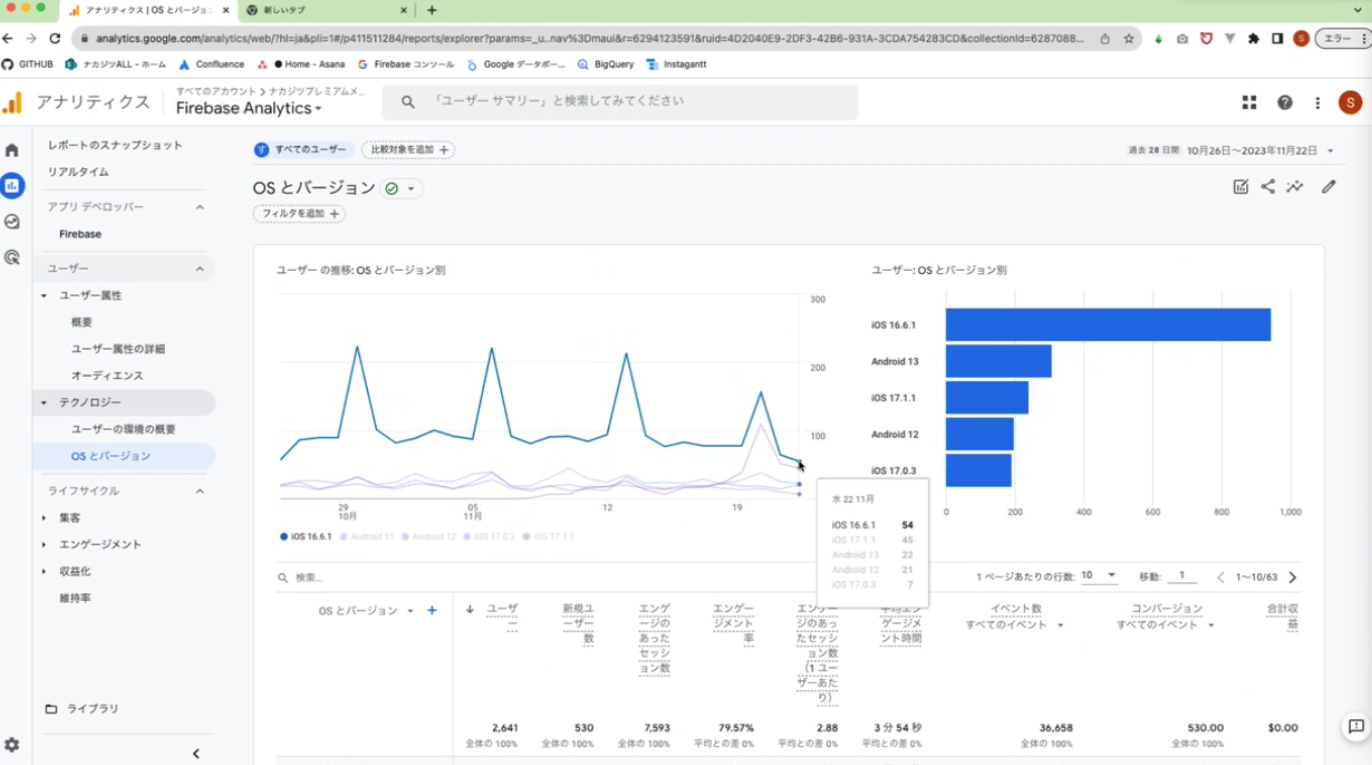 アナリティクス | OS とバージョン
新しいタブ
analytics.google.com/analytics/web/?hl=ja&pli=1#/p411511284/reports/explorer?params=_u..nav%3Dmaui&r=6294123591&ruid=4D2040E9-2DF3-42B6-931A-3CDA754283CD&collectionId=6287088...
エラー
GITHUB
ナカジツALL - ホーム
Confluence
Home - Asana
Firebase コンソール
Google データポー...
BigQuery
Instagantt
アナリティクス
すべてのアカウント > ナカジツプレミアムメ...
Firebase Analytics
「ユーザー サマリー」と検索してみてください
S
レポートのスナップショット
リアルタイム
アプリ デベロッパー
Firebase
ユーザー
ユーザー属性
概要
ユーザー属性の詳細
オーディエンス
テクノロジー
ユーザーの環境の概要
OS とバージョン
ライフサイクル
集客
エンゲージメント
収益化
維持率
ライブラリ
す すべてのユーザー
比較対象を追加 +
過去 28 日間 10月26日～2023年11月22日
OS とバージョン
フィルタを追加 +
ユーザー の推移: OS とバージョン別
300
200
100
29
10月
05
11月
12
19
iOS 16.6.1
Android 13
Android 12
iOS 17.0.3
iOS 17.1.1
水 22 11月
iOS 16.6.1 54
iOS 17.1.1 45
Android 13 22
Android 12 21
iOS 17.0.3 7
ユーザー: OS とバージョン別
iOS 16.6.1
Android 13
iOS 17.1.1
Android 12
iOS 17.0.3
0 200 400 600 800 1,000
検索...
1 ページあたりの行数: 10
移動: 1
1～10/63
OS とバージョン
ユーザ
ー
新規ユ
ーザー
数
エンゲ
ージの
あった
セッシ
ョン数
エンゲー
ジメント
率
エンゲー
ジのあっ
たセッシ
ョン数
（1 ユー
ザーあた
り）
平均エン
ゲージメ
ント時間
イベント数
すべてのイベント
コンバージョン
すべてのイベント
合計収
益
2,641 530 7,593 79.57% 2.88 3 分 54 秒 36,658 530.00 $0.00
全体の 100% 全体の 100% 全体の 100% 平均との差 0% 平均との差 0% 平均との差 0% 全体の 100% 全体の 100%